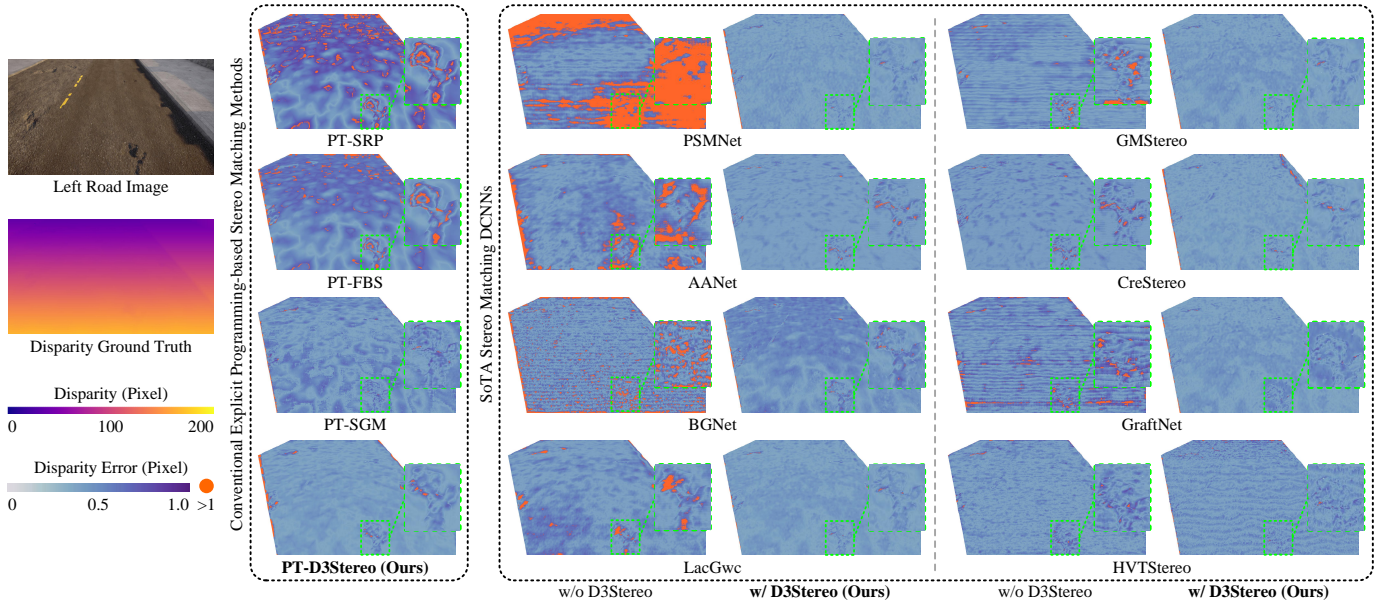 Left Road Image
Disparity Ground Truth
Disparity (Pixel)
0 100 200
Disparity Error (Pixel)
0 0.5 1.0 >1
Conventional Explicit Programming-based Stereo Matching Methods
PT-SRP
PT-FBS
PT-SGM
PT-D3Stereo (Ours)
SoTA Stereo Matching DCNNs
PSMNet
GMStereo
AANet
CreStereo
BGNet
GraftNet
LacGwc
HVTStereo
w/o D3Stereo w/ D3Stereo (Ours) w/o D3Stereo w/ D3Stereo (Ours)